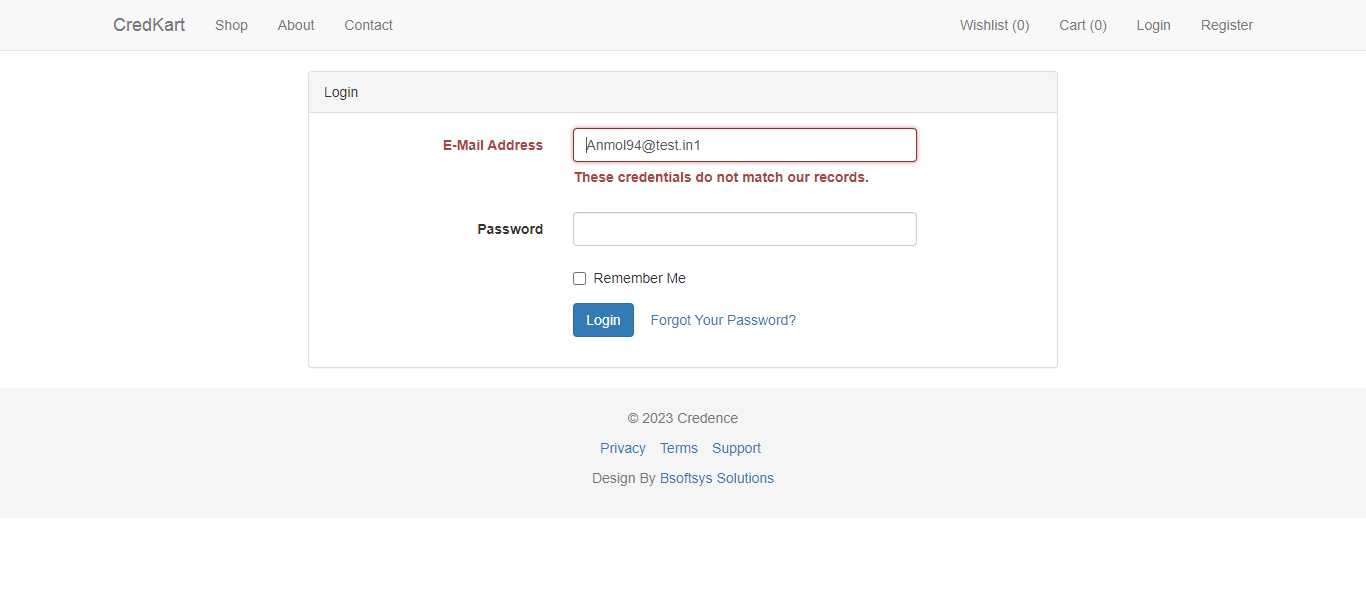 CredKart Shop About Contact Wishlist (0) Cart (0) Login Register
Login
E-Mail Address Anmol94@test.in1
These credentials do not match our records.
Password
Remember Me
Login Forgot Your Password?
© 2023 Credence
Privacy Terms Support
Design By Bsoftsys Solutions